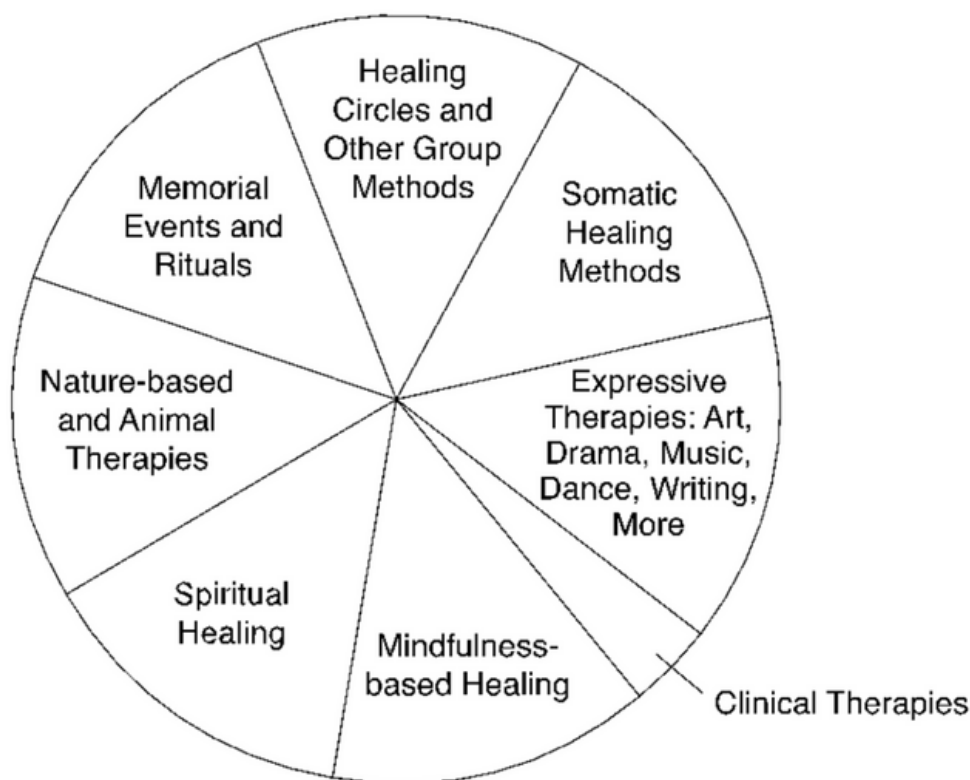 Healing
Circles and
Other Group
Methods
Somatic
Healing
Methods
Expressive
Therapies: Art,
Drama, Music,
Dance, Writing,
More
Clinical Therapies
Mindfulness-
based Healing
Spiritual
Healing
Nature-based
and Animal
Therapies
Memorial
Events and
Rituals